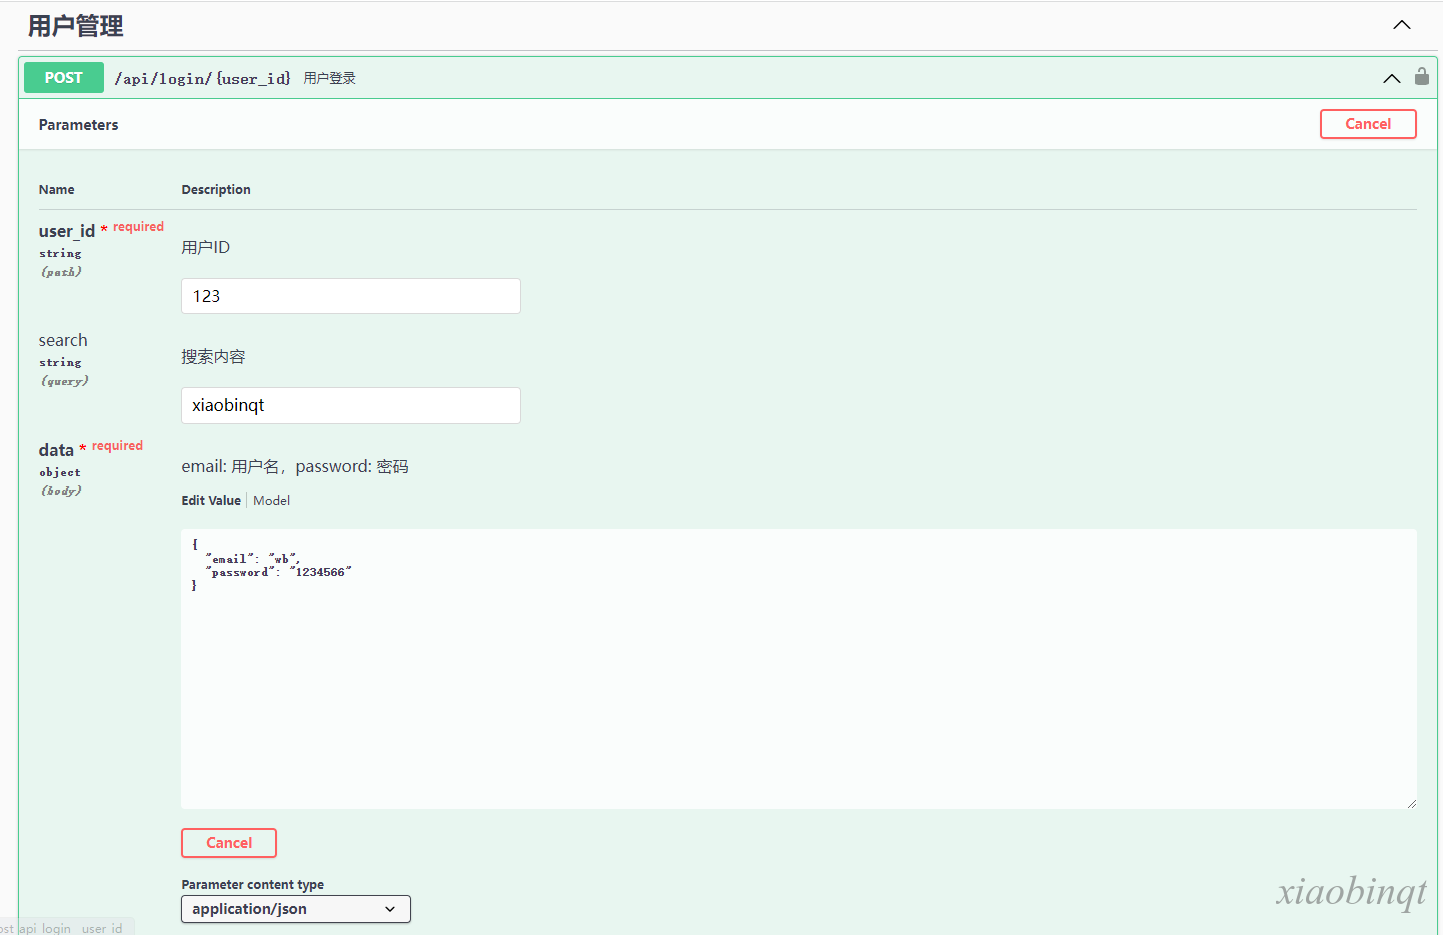 用户管理
POST /api/login/{user_id} 用户登录
Parameters
Cancel
Name Description
user_id * required
string
(path)
用户ID
123
search
string
(query)
搜索内容
xiaobinqt
data * required
object
(body)
email: 用户名，password: 密码
Edit Value | Model
{
"email": "wb",
"password": "1234566"
}
Cancel
Parameter content type
application/json
xiaobinqt
ost api login user id